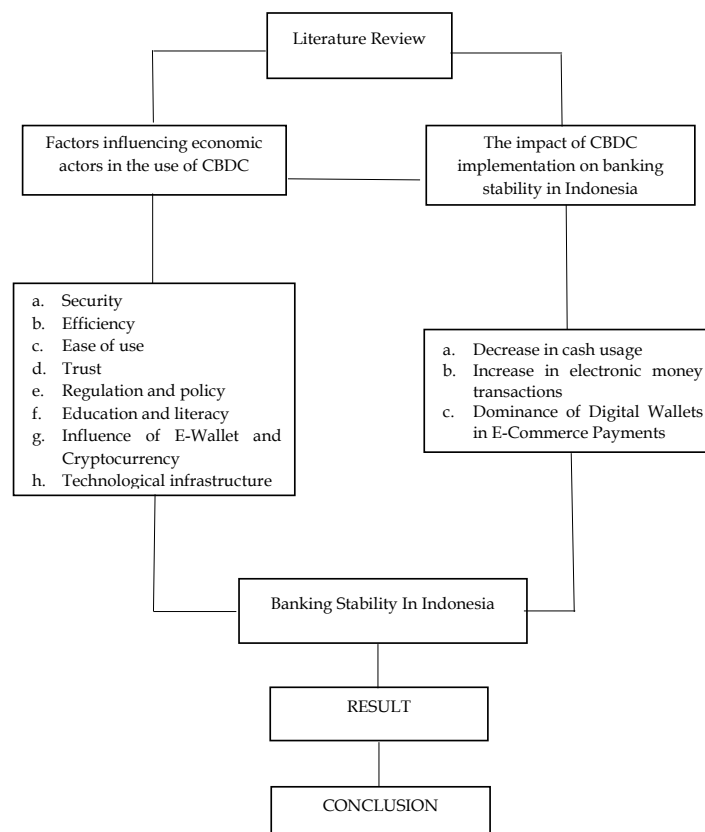 Literature Review
Factors influencing economic
actors in the use of CBDC
The impact of CBDC
implementation on banking
stability in Indonesia
a. Security
b. Efficiency
c. Ease of use
d. Trust
e. Regulation and policy
f. Education and literacy
g. Influence of E-Wallet and
Cryptocurrency
h. Technological infrastructure
a. Decrease in cash usage
b. Increase in electronic money
transactions
c. Dominance of Digital Wallets
in E-Commerce Payments
Banking Stability In Indonesia
RESULT
CONCLUSION